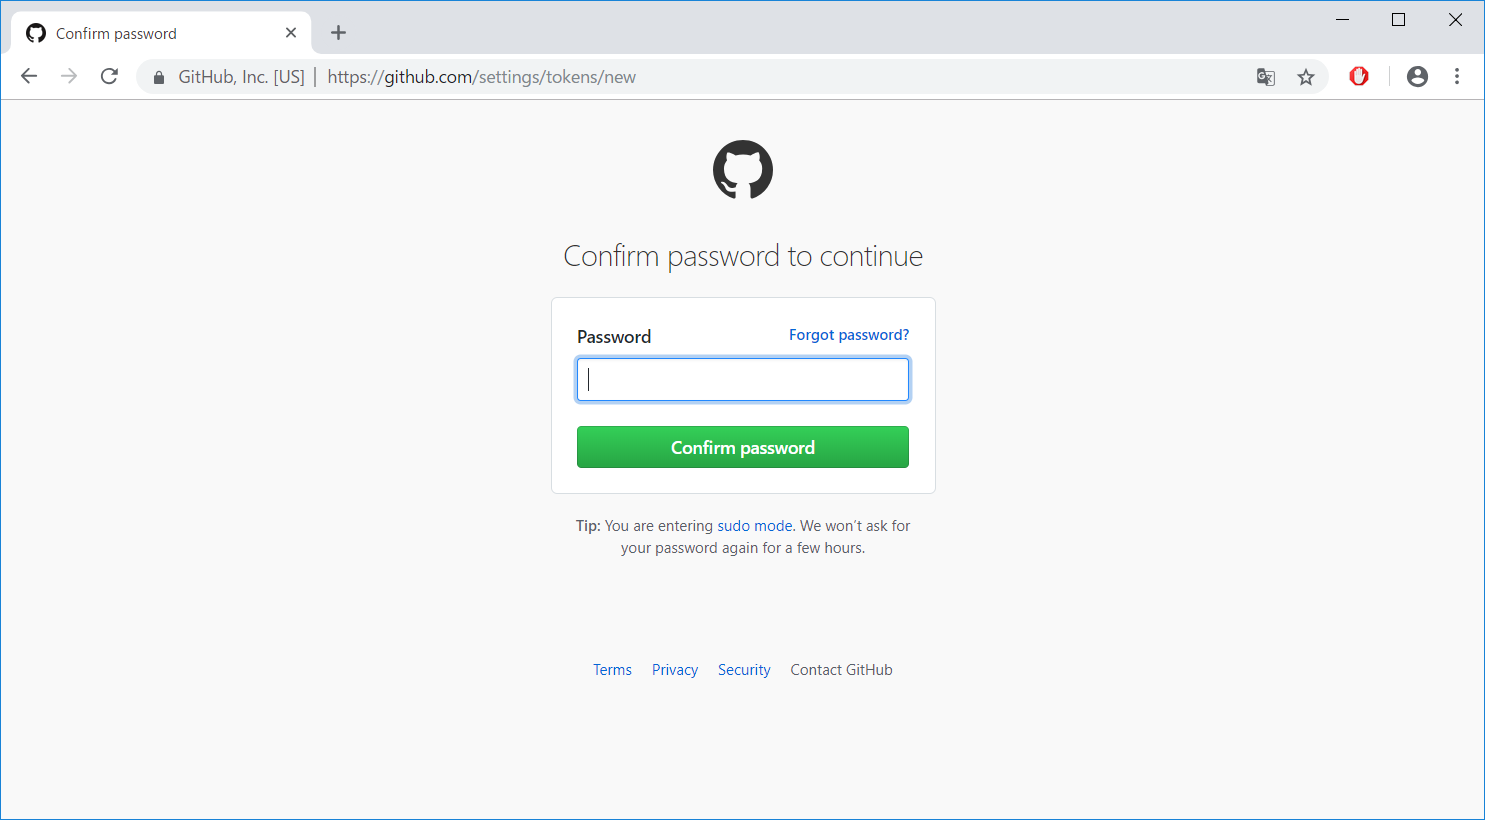 Confirm password
GitHub, Inc. [US] | https://github.com/settings/tokens/new
Confirm password to continue
Password
Forgot password?
Confirm password
Tip: You are entering sudo mode. We won't ask for
your password again for a few hours.
Terms Privacy Security Contact GitHub